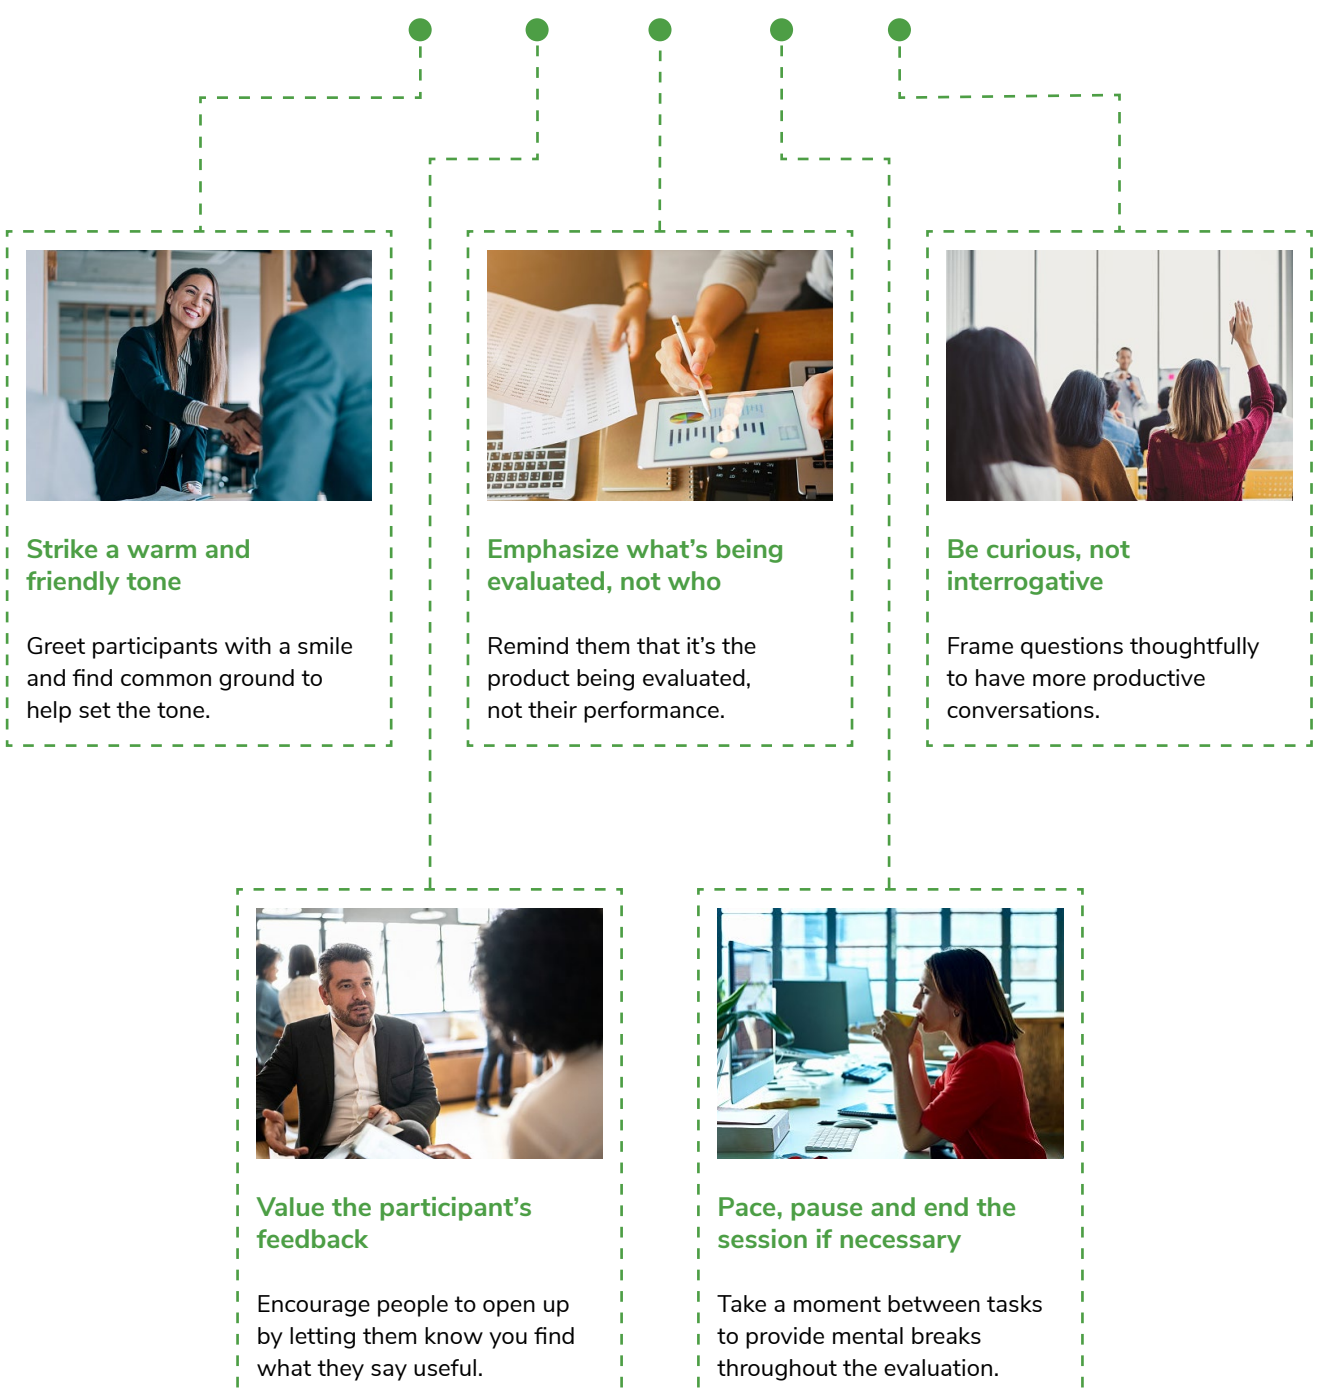 Strike a warm and
friendly tone
Greet participants with a smile
and find common ground to
help set the tone.
Emphasize what’s being
evaluated, not who
Remind them that it’s the
product being evaluated,
not their performance.
Be curious, not
interrogative
Frame questions thoughtfully
to have more productive
conversations.
Value the participant’s
feedback
Encourage people to open up
by letting them know you find
what they say useful.
Pace, pause and end the
session if necessary
Take a moment between tasks
to provide mental breaks
throughout the evaluation.